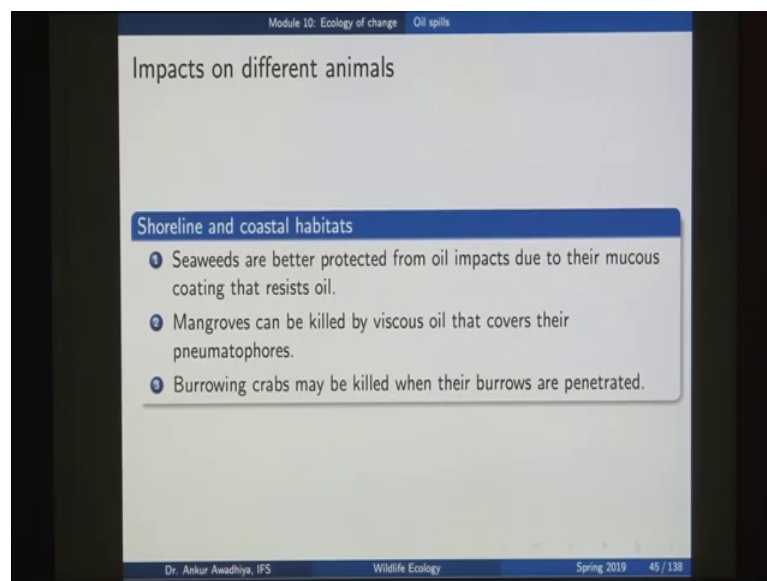 Module 10: Ecology of change Oil spills
Impacts on different animals
Shoreline and coastal habitats
1 Seaweeds are better protected from oil impacts due to their mucous
coating that resists oil.
2 Mangroves can be killed by viscous oil that covers their
pneumatophores.
3 Burrowing crabs may be killed when their burrows are penetrated.
Dr. Ankur Awadhiya, IFS Wildlife Ecology Spring 2019 45 / 138